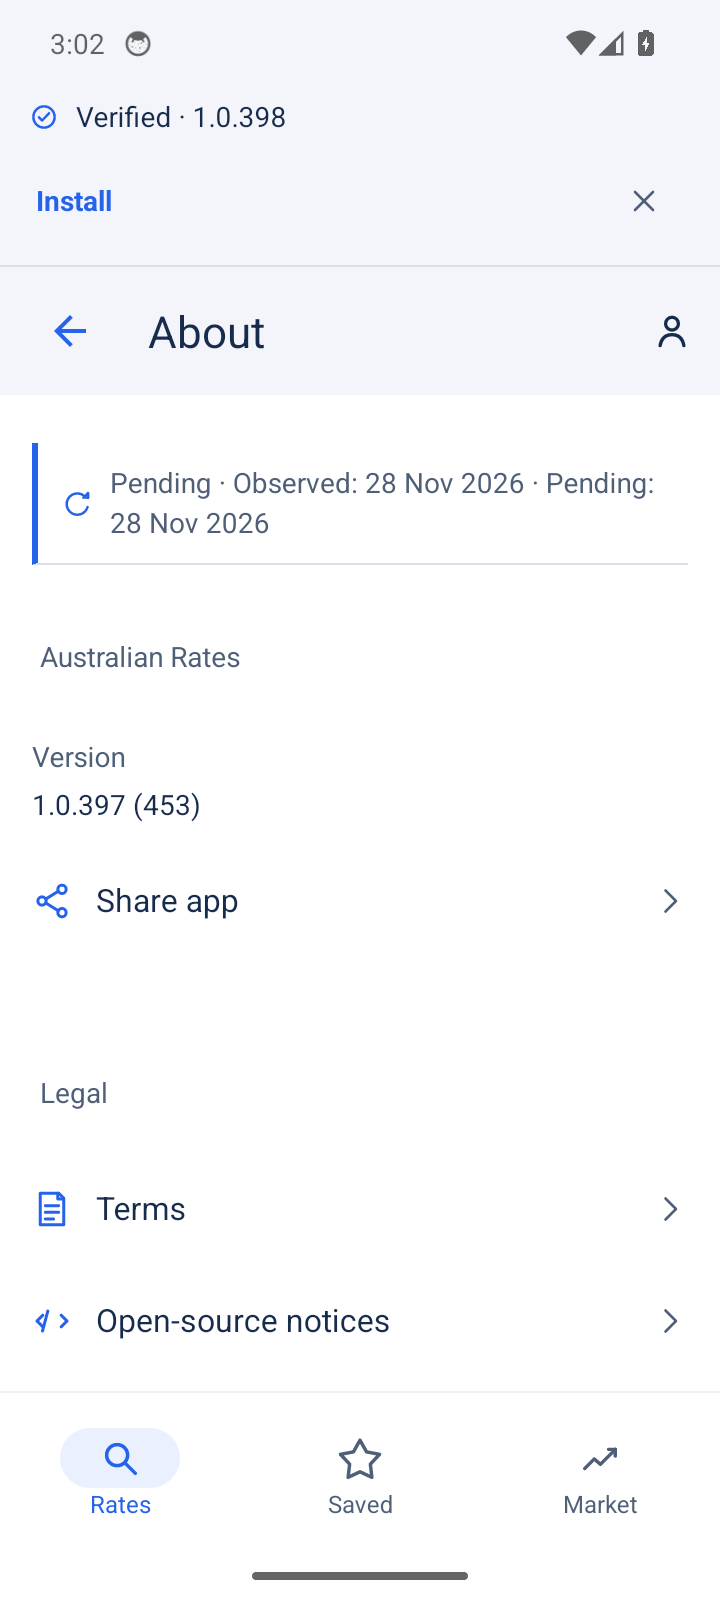 3:02
Verified · 1.0.398
Install
About
Pending · Observed: 28 Nov 2026 · Pending:
28 Nov 2026
Australian Rates
Version
1.0.397 (453)
Share app
Legal
Terms
Open-source notices
Rates
Saved
Market